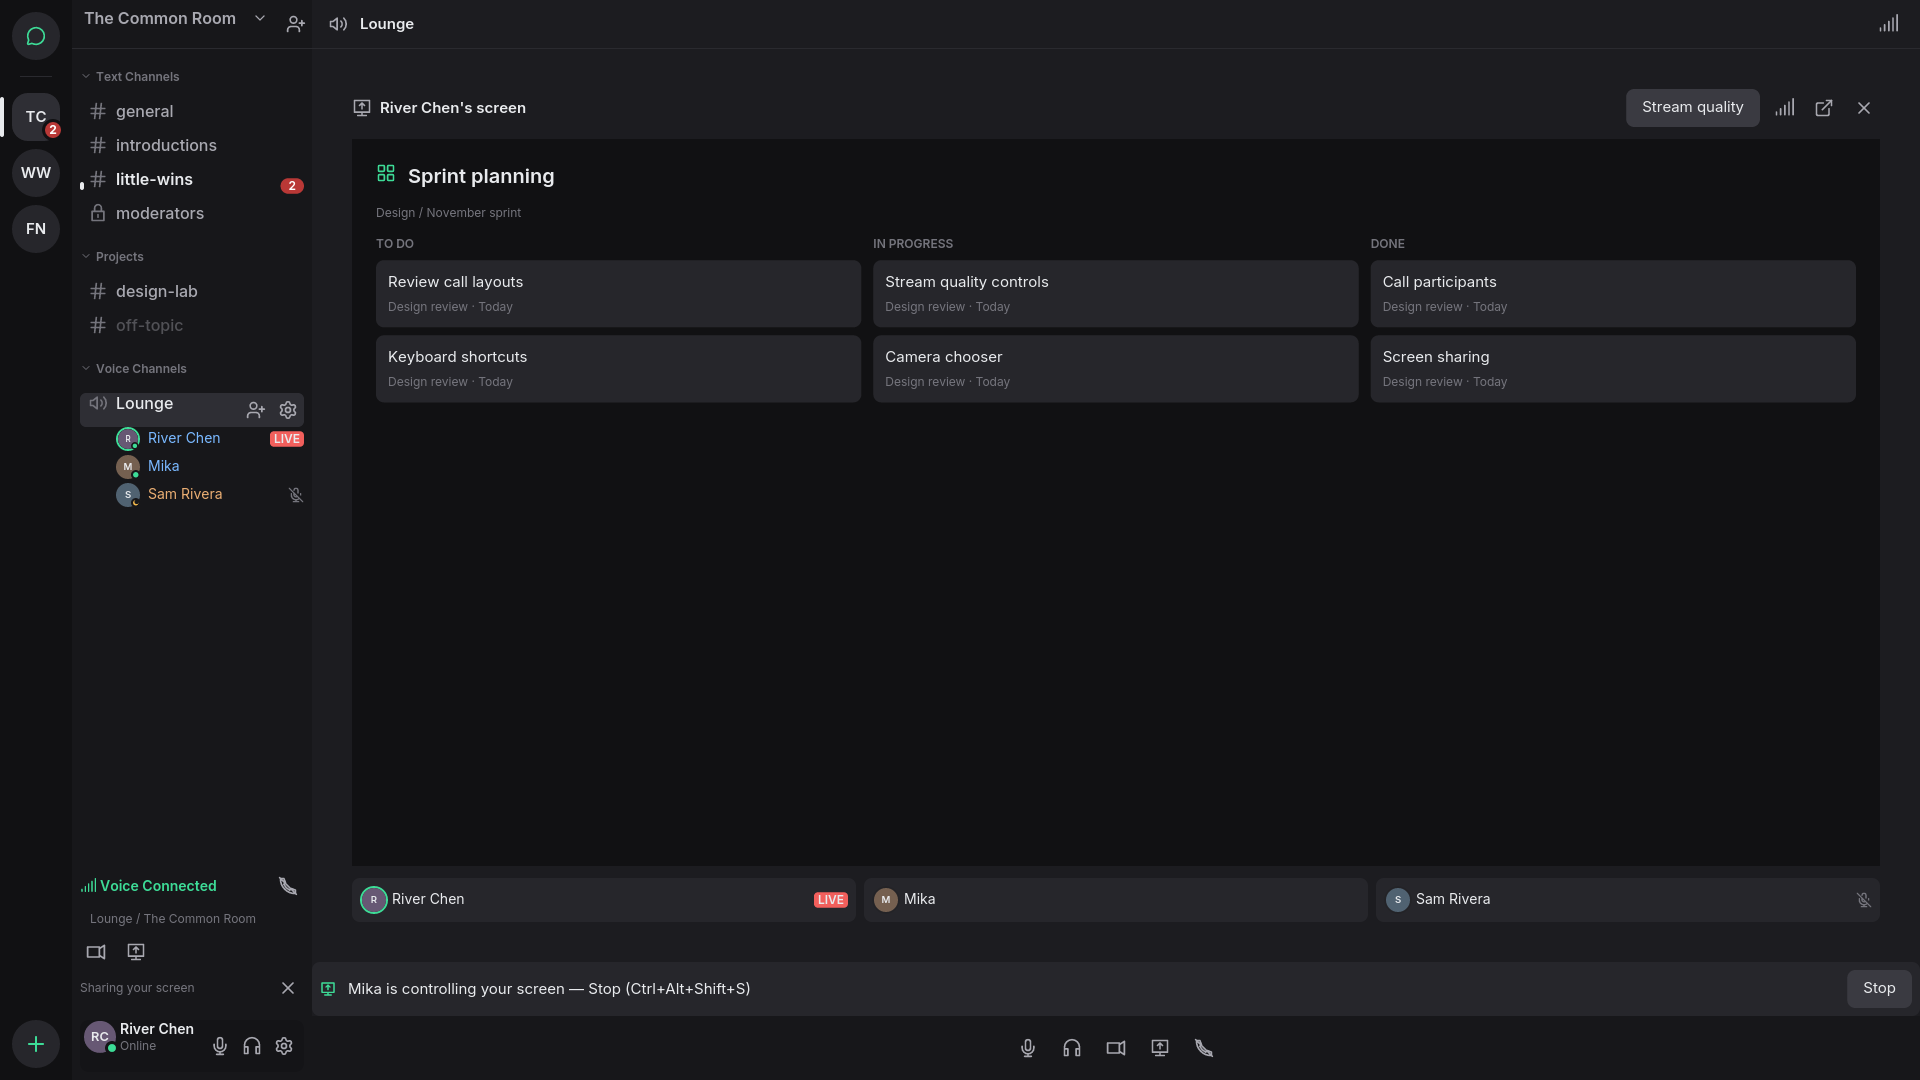 The Common Room
TC
2
WW
FN
Text Channels
general
introductions
little-wins
2
moderators
Projects
design-lab
off-topic
Voice Channels
Lounge
R
River Chen
LIVE
M
Mika
S
Sam Rivera
Voice Connected
Lounge / The Common Room
Sharing your screen
RC
River Chen
Online
Lounge
River Chen's screen
Stream quality
Sprint planning
Design / November sprint
TO DO
Review call layouts
Design review · Today
Keyboard shortcuts
Design review · Today
IN PROGRESS
Stream quality controls
Design review · Today
Camera chooser
Design review · Today
DONE
Call participants
Design review · Today
Screen sharing
Design review · Today
R
River Chen
LIVE
M
Mika
S
Sam Rivera
Mika is controlling your screen — Stop (Ctrl+Alt+Shift+S)
Stop